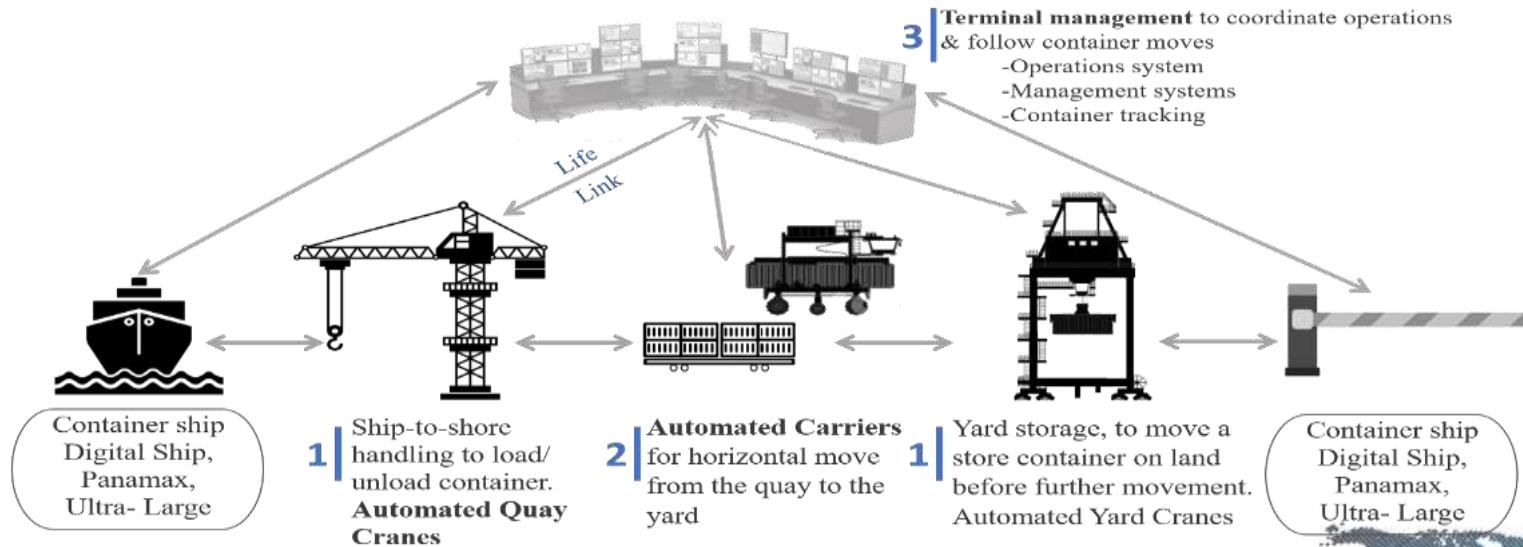 3 Terminal management to coordinate operations
& follow container moves
-Operations system
-Management systems
-Container tracking
Life
Link
Container ship
Digital Ship,
Panamax,
Ultra- Large
1 Ship-to-shore
handling to load/
unload container.
Automated Quay
Cranes
2 Automated Carriers
for horizontal move
from the quay to the
yard
1 Yard storage, to move a
store container on land
before further movement.
Automated Yard Cranes
Container ship
Digital Ship,
Panamax,
Ultra- Large